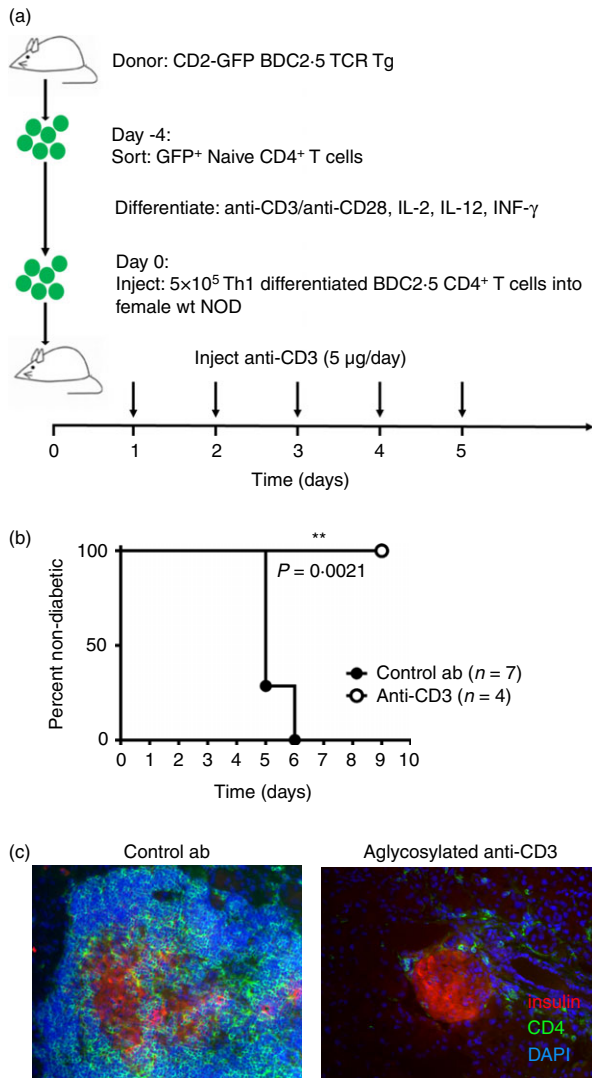 (a)
Donor: CD2-GFP BDC2·5 TCR Tg
Day -4:
Sort: GFP⁺ Naive CD4⁺ T cells
Differentiate: anti-CD3/anti-CD28, IL-2, IL-12, INF-γ
Day 0:
Inject: 5×10⁵ Th1 differentiated BDC2·5 CD4⁺ T cells into
female wt NOD
Inject anti-CD3 (5 μg/day)
0 1 2 3 4 5
Time (days)
(b)
Percent non-diabetic
100
50
0
**
P = 0·0021
Control ab (n = 7)
Anti-CD3 (n = 4)
0 1 2 3 4 5 6 7 8 9 10
Time (days)
(c)
Control ab
Aglycosylated anti-CD3
insulin
CD4
DAPI